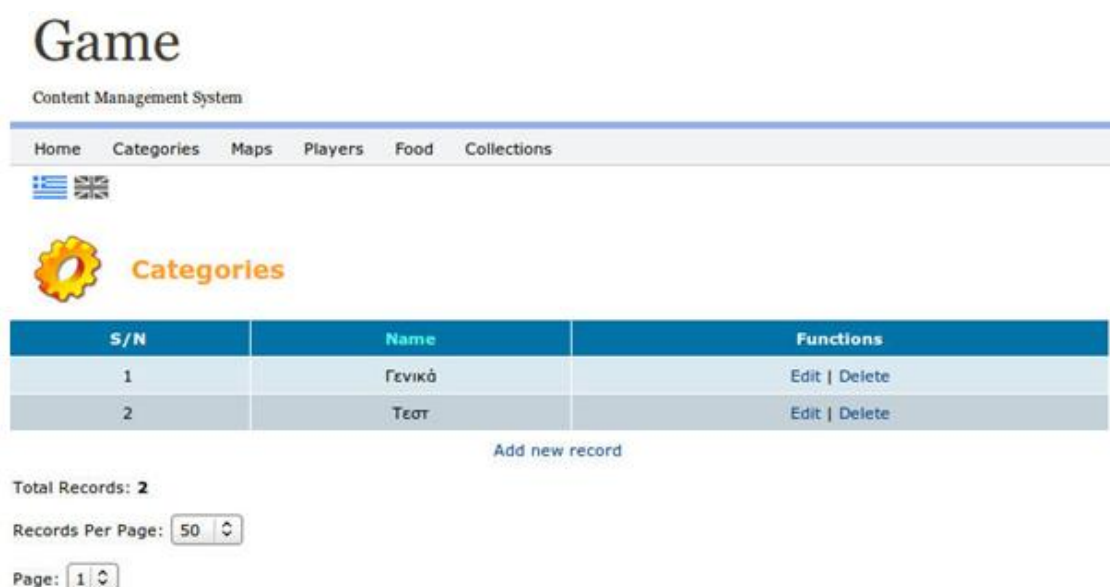 Game
Content Management System
Home Categories Maps Players Food Collections
Categories
S/N Name Functions
1 Γενικά Edit | Delete
2 Τεστ Edit | Delete
Add new record
Total Records: 2
Records Per Page: 50
Page: 1